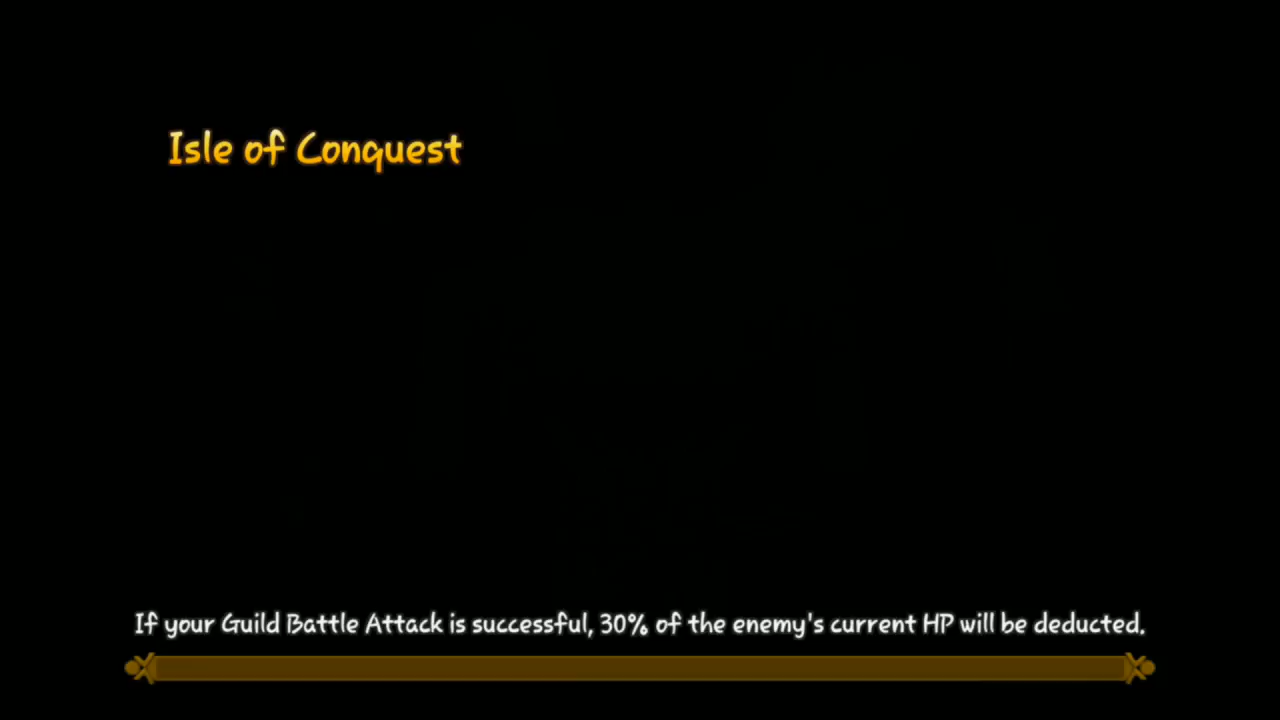 Isle of Conquest
If your Guild Battle Attack is successful, 30% of the enemy's current HP will be deducted.